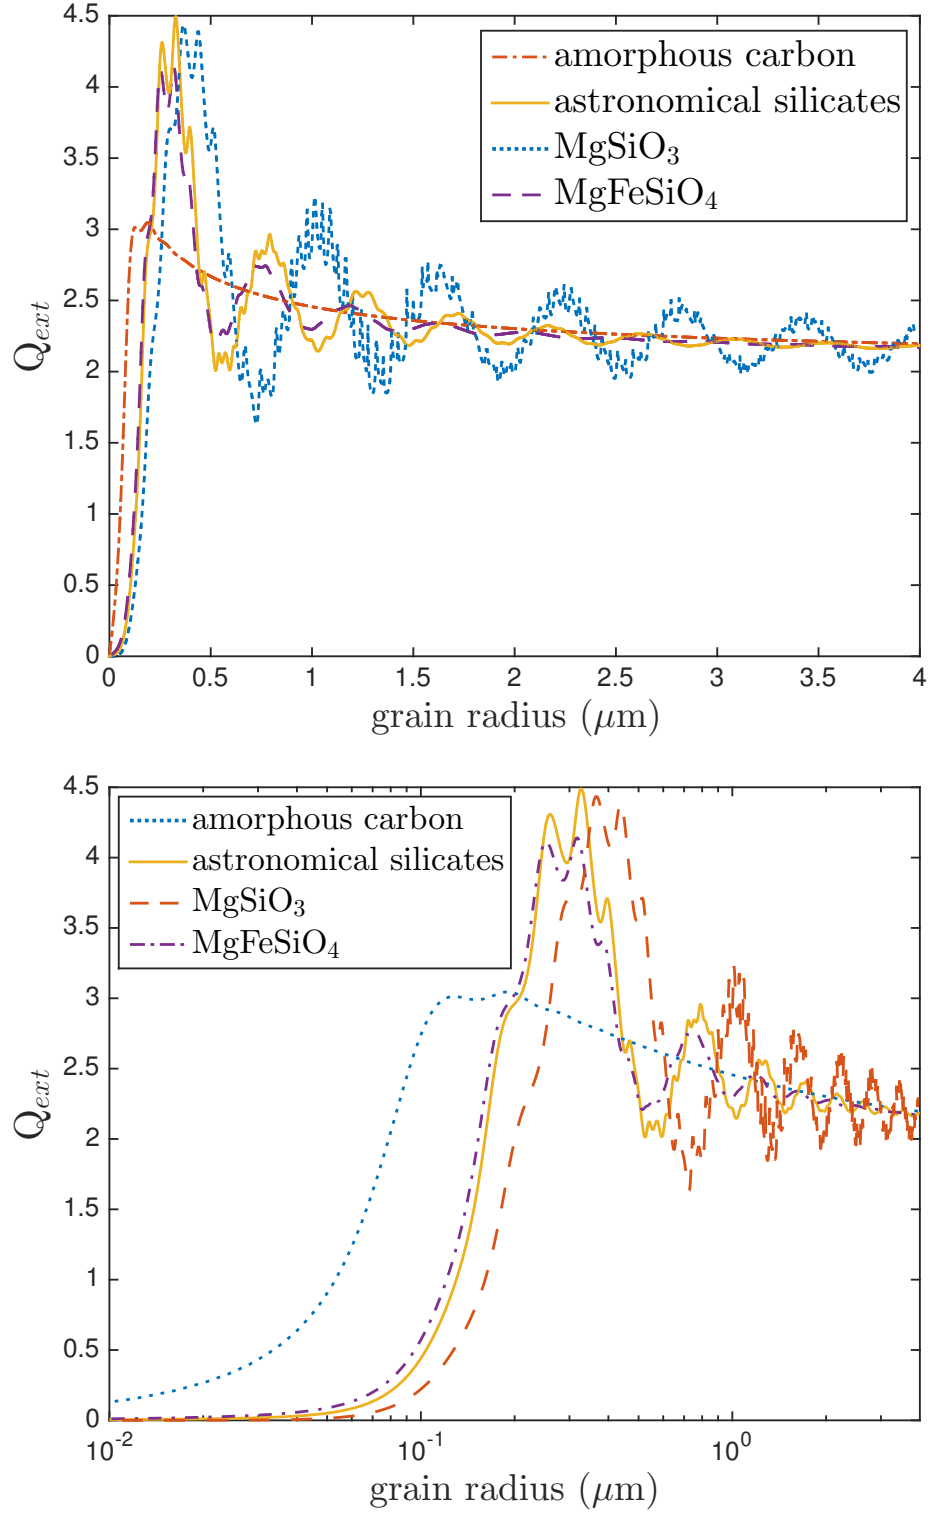 4.5
4
3.5
3
2.5
2
1.5
1
0.5
0
Q_ext
amorphous carbon
astronomical silicates
MgSiO₃
MgFeSiO₄
0 0.5 1 1.5 2 2.5 3 3.5 4
grain radius (μm)
4.5
4
3.5
3
2.5
2
1.5
1
0.5
0
Q_ext
amorphous carbon
astronomical silicates
MgSiO₃
MgFeSiO₄
10⁻² 10⁻¹ 10⁰
grain radius (μm)